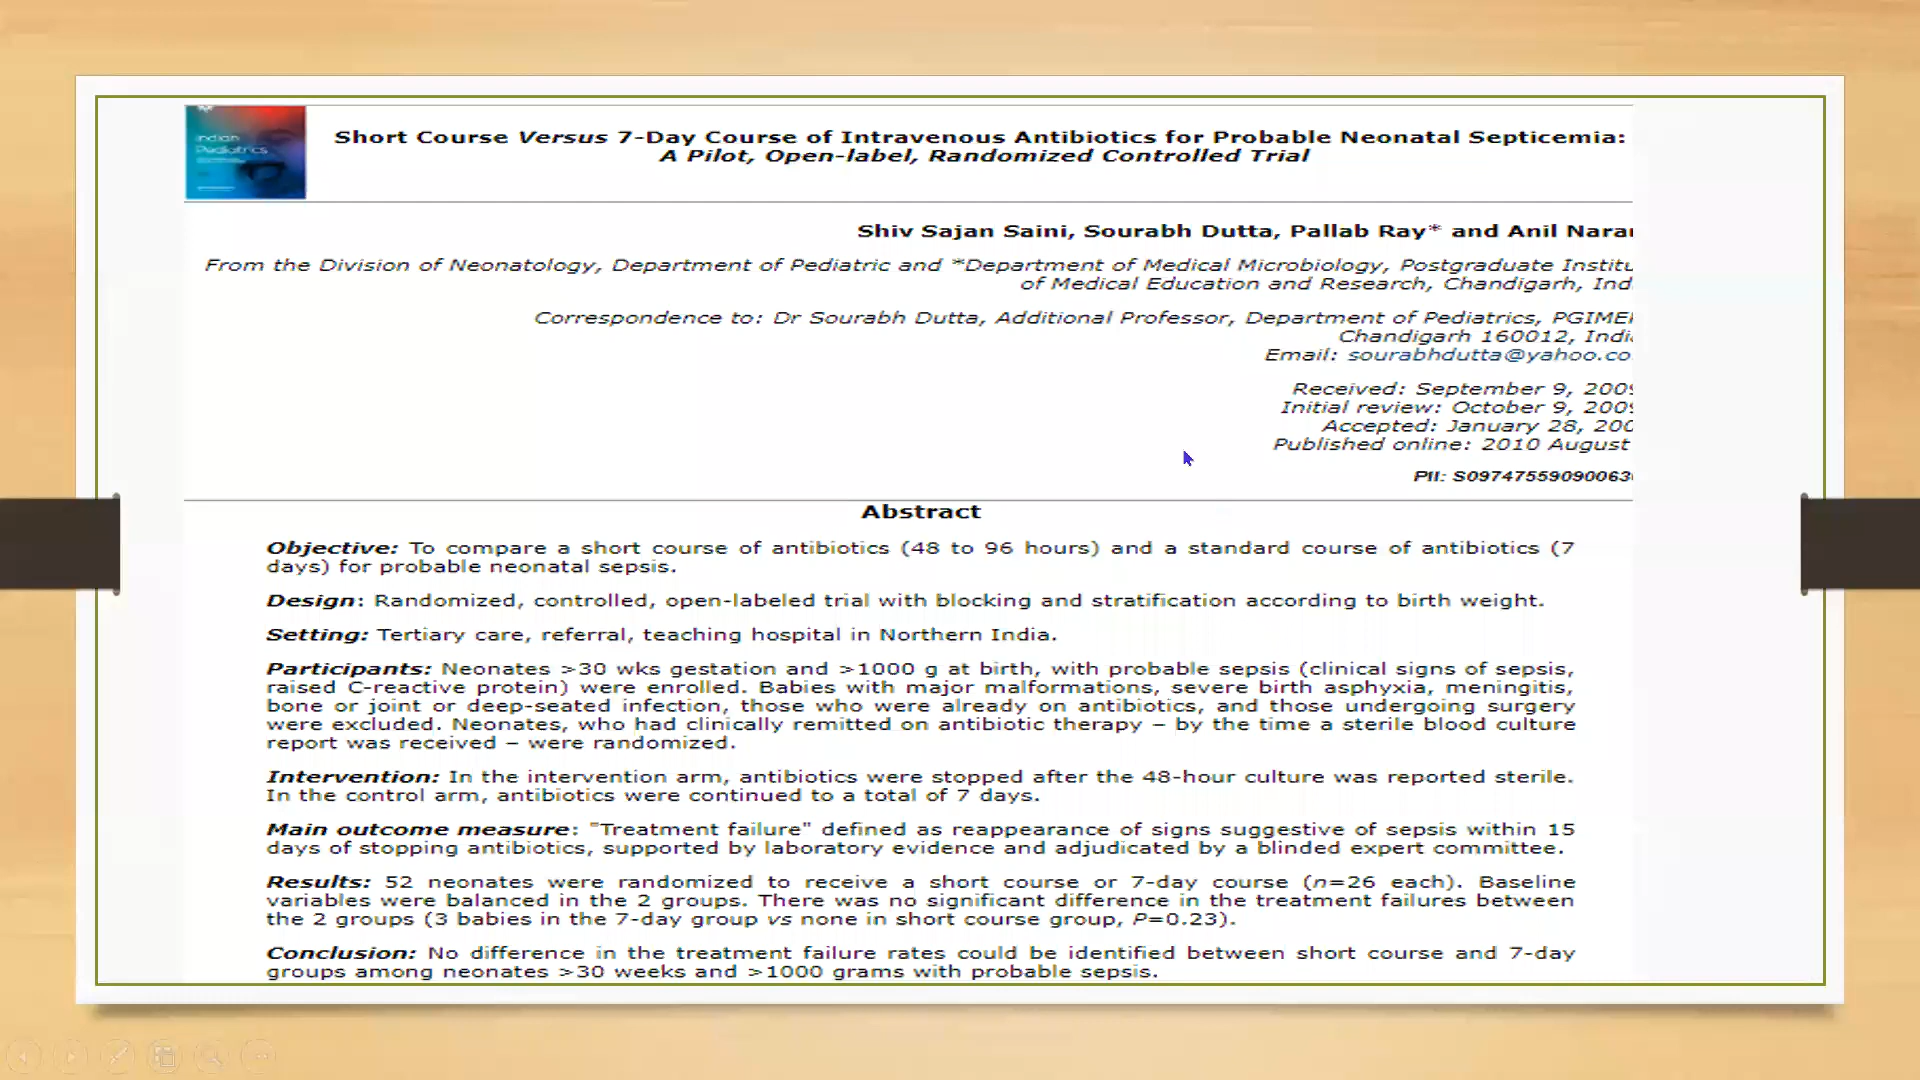 Indian
Pediatrics
Short Course Versus 7-Day Course of Intravenous Antibiotics for Probable Neonatal Septicemia:
A Pilot, Open-label, Randomized Controlled Trial
Shiv Sajan Saini, Sourabh Dutta, Pallab Ray* and Anil Naran
From the Division of Neonatology, Department of Pediatric and *Department of Medical Microbiology, Postgraduate Institu
of Medical Education and Research, Chandigarh, Ind
Correspondence to: Dr Sourabh Dutta, Additional Professor, Department of Pediatrics, PGIMER
Chandigarh 160012, India
Email: sourabhdutta@yahoo.co
Received: September 9, 2009
Initial review: October 9, 2009
Accepted: January 28, 200
Published online: 2010 August
PII: S09747559090063
Abstract
Objective: To compare a short course of antibiotics (48 to 96 hours) and a standard course of antibiotics (7
days) for probable neonatal sepsis.
Design: Randomized, controlled, open-labeled trial with blocking and stratification according to birth weight.
Setting: Tertiary care, referral, teaching hospital in Northern India.
Participants: Neonates >30 wks gestation and >1000 g at birth, with probable sepsis (clinical signs of sepsis,
raised C-reactive protein) were enrolled. Babies with major malformations, severe birth asphyxia, meningitis,
bone or joint or deep-seated infection, those who were already on antibiotics, and those undergoing surgery
were excluded. Neonates, who had clinically remitted on antibiotic therapy – by the time a sterile blood culture
report was received – were randomized.
Intervention: In the intervention arm, antibiotics were stopped after the 48-hour culture was reported sterile.
In the control arm, antibiotics were continued to a total of 7 days.
Main outcome measure: "Treatment failure" defined as reappearance of signs suggestive of sepsis within 15
days of stopping antibiotics, supported by laboratory evidence and adjudicated by a blinded expert committee.
Results: 52 neonates were randomized to receive a short course or 7-day course (n=26 each). Baseline
variables were balanced in the 2 groups. There was no significant difference in the treatment failures between
the 2 groups (3 babies in the 7-day group vs none in short course group, P=0.23).
Conclusion: No difference in the treatment failure rates could be identified between short course and 7-day
groups among neonates >30 weeks and >1000 grams with probable sepsis.